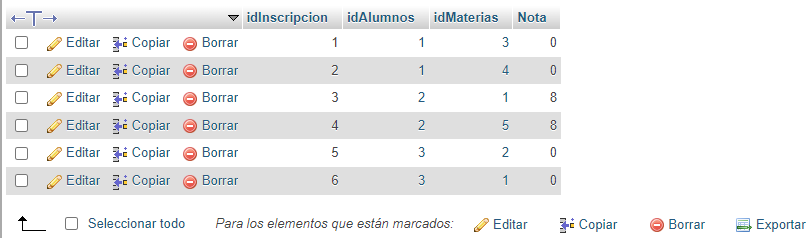 idInscripcion idAlumnos idMaterias Nota
Editar Copiar Borrar 1 1 3 0
Editar Copiar Borrar 2 1 4 0
Editar Copiar Borrar 3 2 1 8
Editar Copiar Borrar 4 2 5 8
Editar Copiar Borrar 5 3 2 0
Editar Copiar Borrar 6 3 1 0
Seleccionar todo Para los elementos que están marcados: Editar Copiar Borrar Exportar